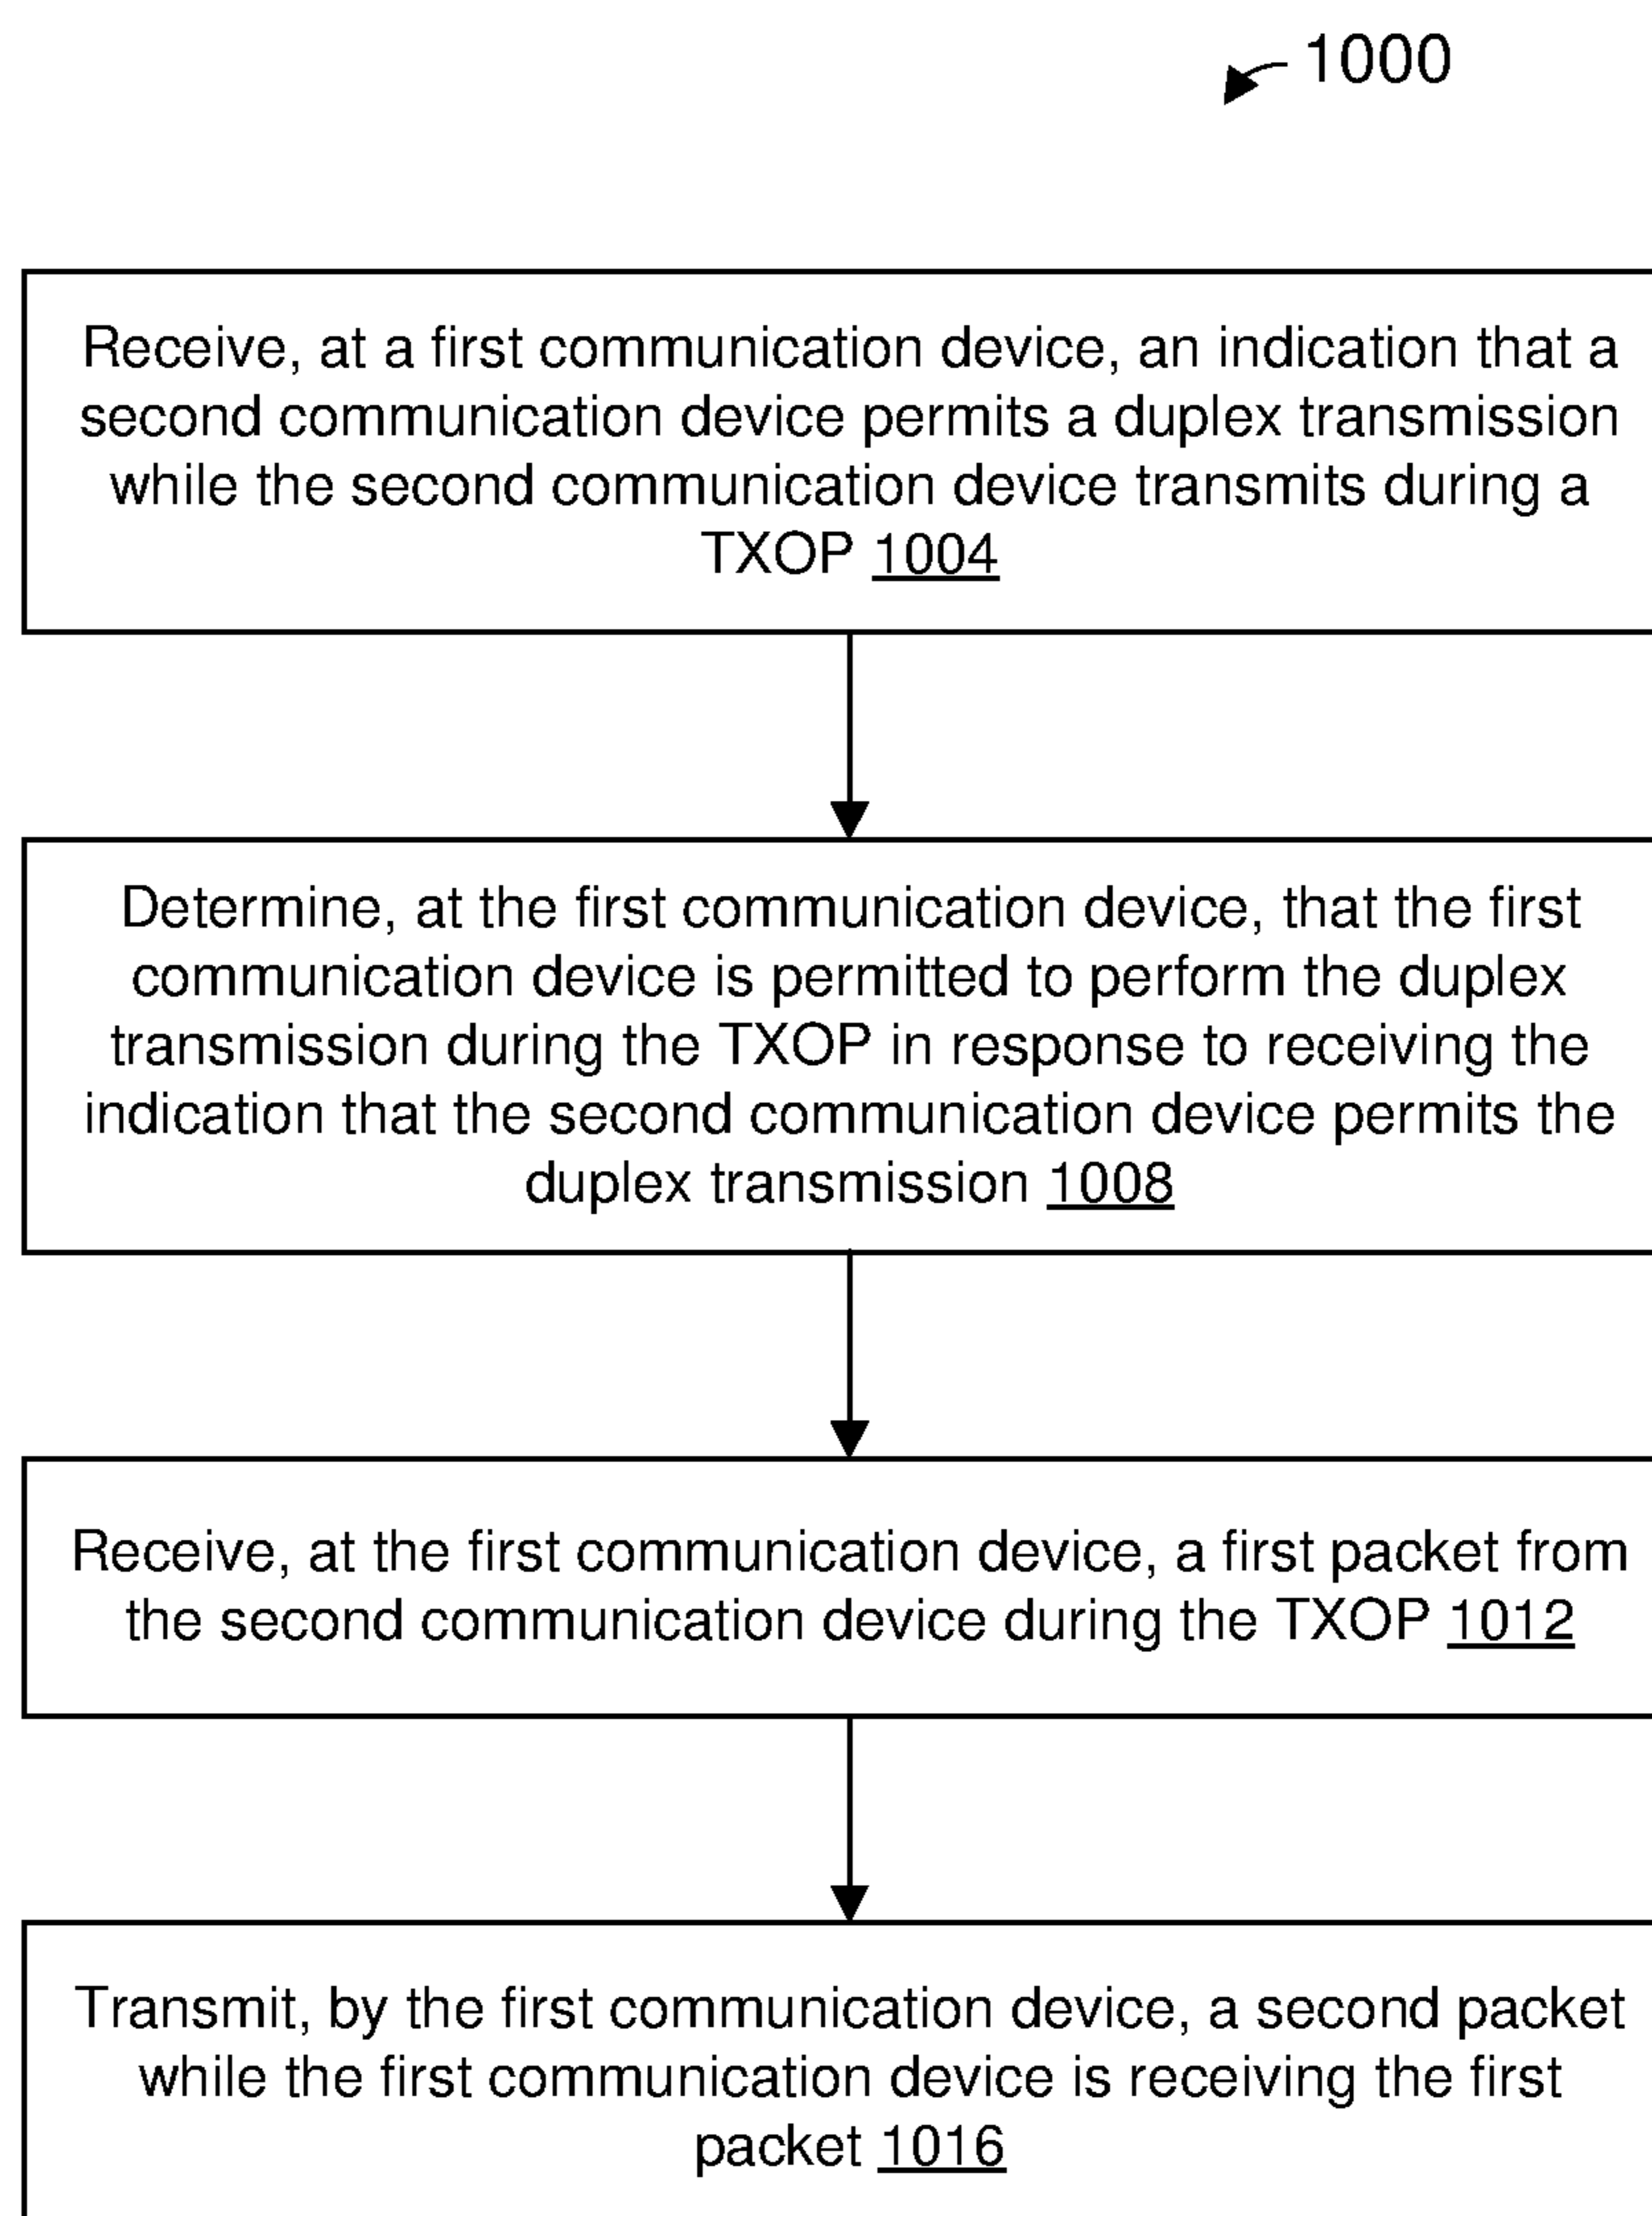 1000
Receive, at a first communication device, an indication that a
second communication device permits a duplex transmission
while the second communication device transmits during a
TXOP 1004
Determine, at the first communication device, that the first
communication device is permitted to perform the duplex
transmission during the TXOP in response to receiving the
indication that the second communication device permits the
duplex transmission 1008
Receive, at the first communication device, a first packet from
the second communication device during the TXOP 1012
Transmit, by the first communication device, a second packet
while the first communication device is receiving the first
packet 1016